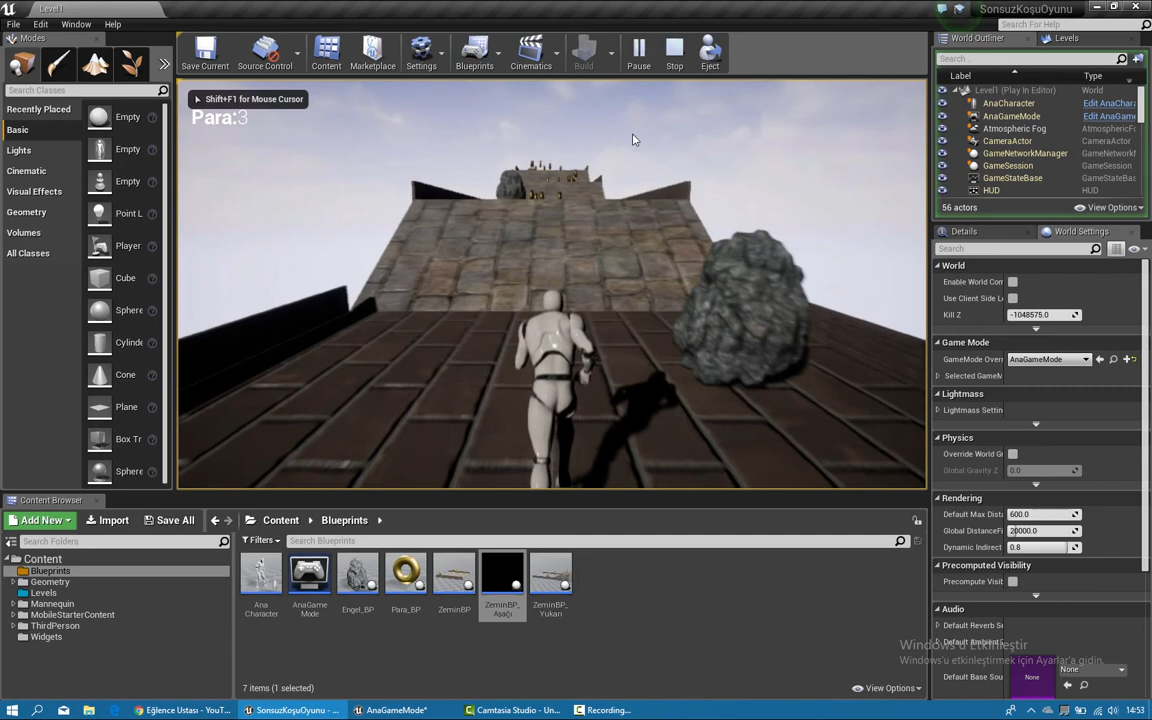 Level1
SonsuzKoşuOyunu
File Edit Window Help
Search For Help
Modes
Search Classes
Recently Placed
Basic
Lights
Cinematic
Visual Effects
Geometry
Volumes
All Classes
Empty
Empty
Empty
Point L
Player
Cube
Sphere
Cylinde
Cone
Plane
Box Tr
Sphere
Save Current
Source Control
Content
Marketplace
Settings
Blueprints
Cinematics
Build
Pause
Stop
Eject
Shift+F1 for Mouse Cursor
Para:3
World Outliner
Levels
Search...
Label Type
Level1 (Play In Editor) World
AnaCharacter Edit AnaChara
AnaGameMode Edit AnaGam
Atmospheric Fog AtmosphericFo
CameraActor CameraActor
GameNetworkManager GameNetworkM
GameSession GameSession
GameStateBase GameStateBas
HUD HUD
56 actors
View Options
Details
World Settings
Search
World
Enable World Con
Use Client Side L
Kill Z -1048575.0
Game Mode
GameMode Overr AnaGameMode
Selected GameM
Lightmass
Lightmass Settin
Physics
Override World Gr
Global Gravity Z 0.0
Rendering
Default Max Dista 600.0
Global DistanceFi 20000.0
Dynamic Indirect 0.8
Precomputed Visibility
Precompute Visit
Audio
Default Reverb Se
Default Ambient
Default Base Sou
None
None
Windows'u Etkinleştir
Windows'u etkinleştirmek için Ayarlar'a gidin.
Content Browser
Add New
Import
Save All
Content
Blueprints
Search Folders
Filters
Search Blueprints
Content
Blueprints
Geometry
Levels
Mannequin
MobileStarterContent
ThirdPerson
Widgets
Ana
Character
AnaGame
Mode
Engel_BP
Para_BP
ZeminBP
ZeminBP_
Asağı
ZeminBP_
Yukarı
7 items (1 selected)
View Options
Eğlence Ustası - YouT...
SonsuzKoşuOyunu - ...
AnaGameMode*
Camtasia Studio - Un...
Recording...
14:53